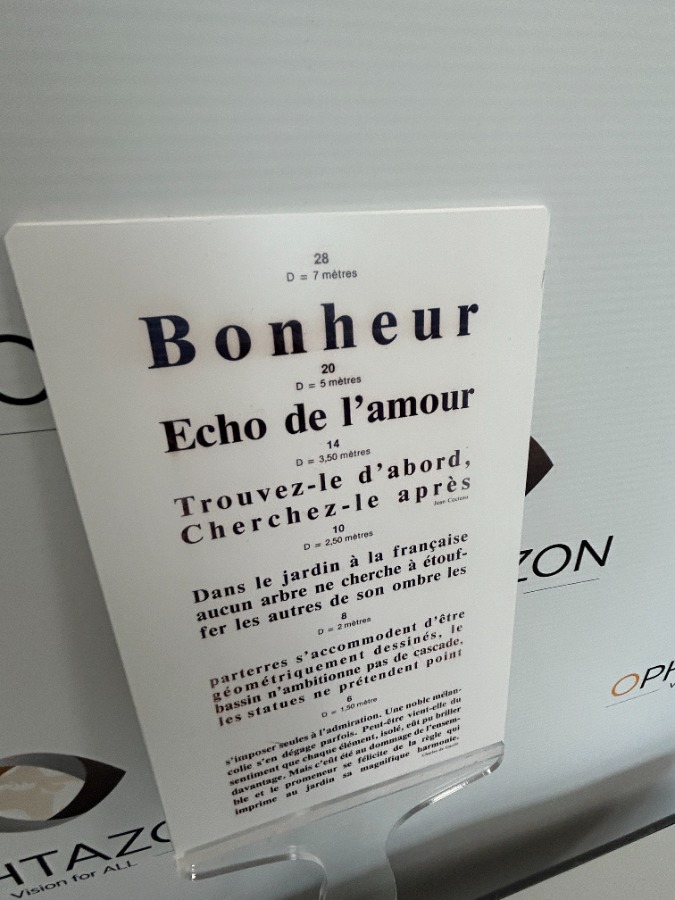 28
D = 7 mètres
Bonheur
20
D = 5 mètres
Echo de l'amour
14
D = 3,50 mètres
Trouvez-le d'abord,
Cherchez-le après
Jean Cocteau
10
D = 2,50 mètres
Dans le jardin à la française
aucun arbre ne cherche à étouf-
fer les autres de son ombre les
8
D = 2 mètres
parterres s'accommodent d'être
géométriquement dessinés, le
bassin n'ambitionne pas de cascade,
les statues ne prétendent point
6
D = 1,50 mètre
s'imposer seules à l'admiration. Une noble mélan-
colie s'en dégage parfois. Peut-être vient-elle du
sentiment que chaque élément, isolé, eût pu briller
davantage. Mais c'eût été au dommage de l'ensem-
ble et le promeneur se félicite de la règle qui
imprime au jardin sa magnifique harmonie.
Charles de Gaulle
ZON
OPH
HTAZO
Vision for ALL